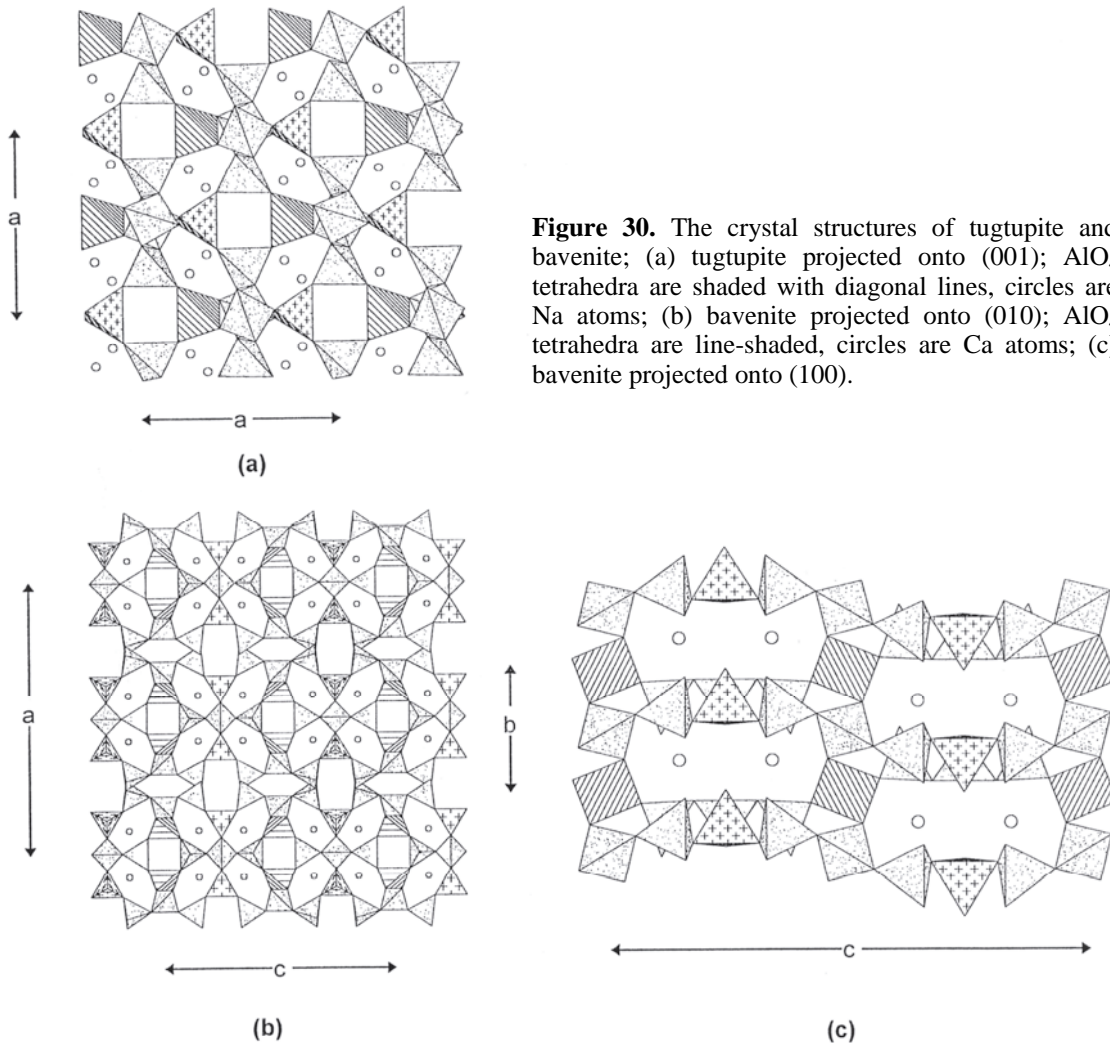 a
a
(a)
Figure 30. The crystal structures of tugtupite and
bavenite; (a) tugtupite projected onto (001); AlO4
tetrahedra are shaded with diagonal lines, circles are
Na atoms; (b) bavenite projected onto (010); AlO4
tetrahedra are line-shaded, circles are Ca atoms; (c)
bavenite projected onto (100).
a
c
(b)
b
c
(c)